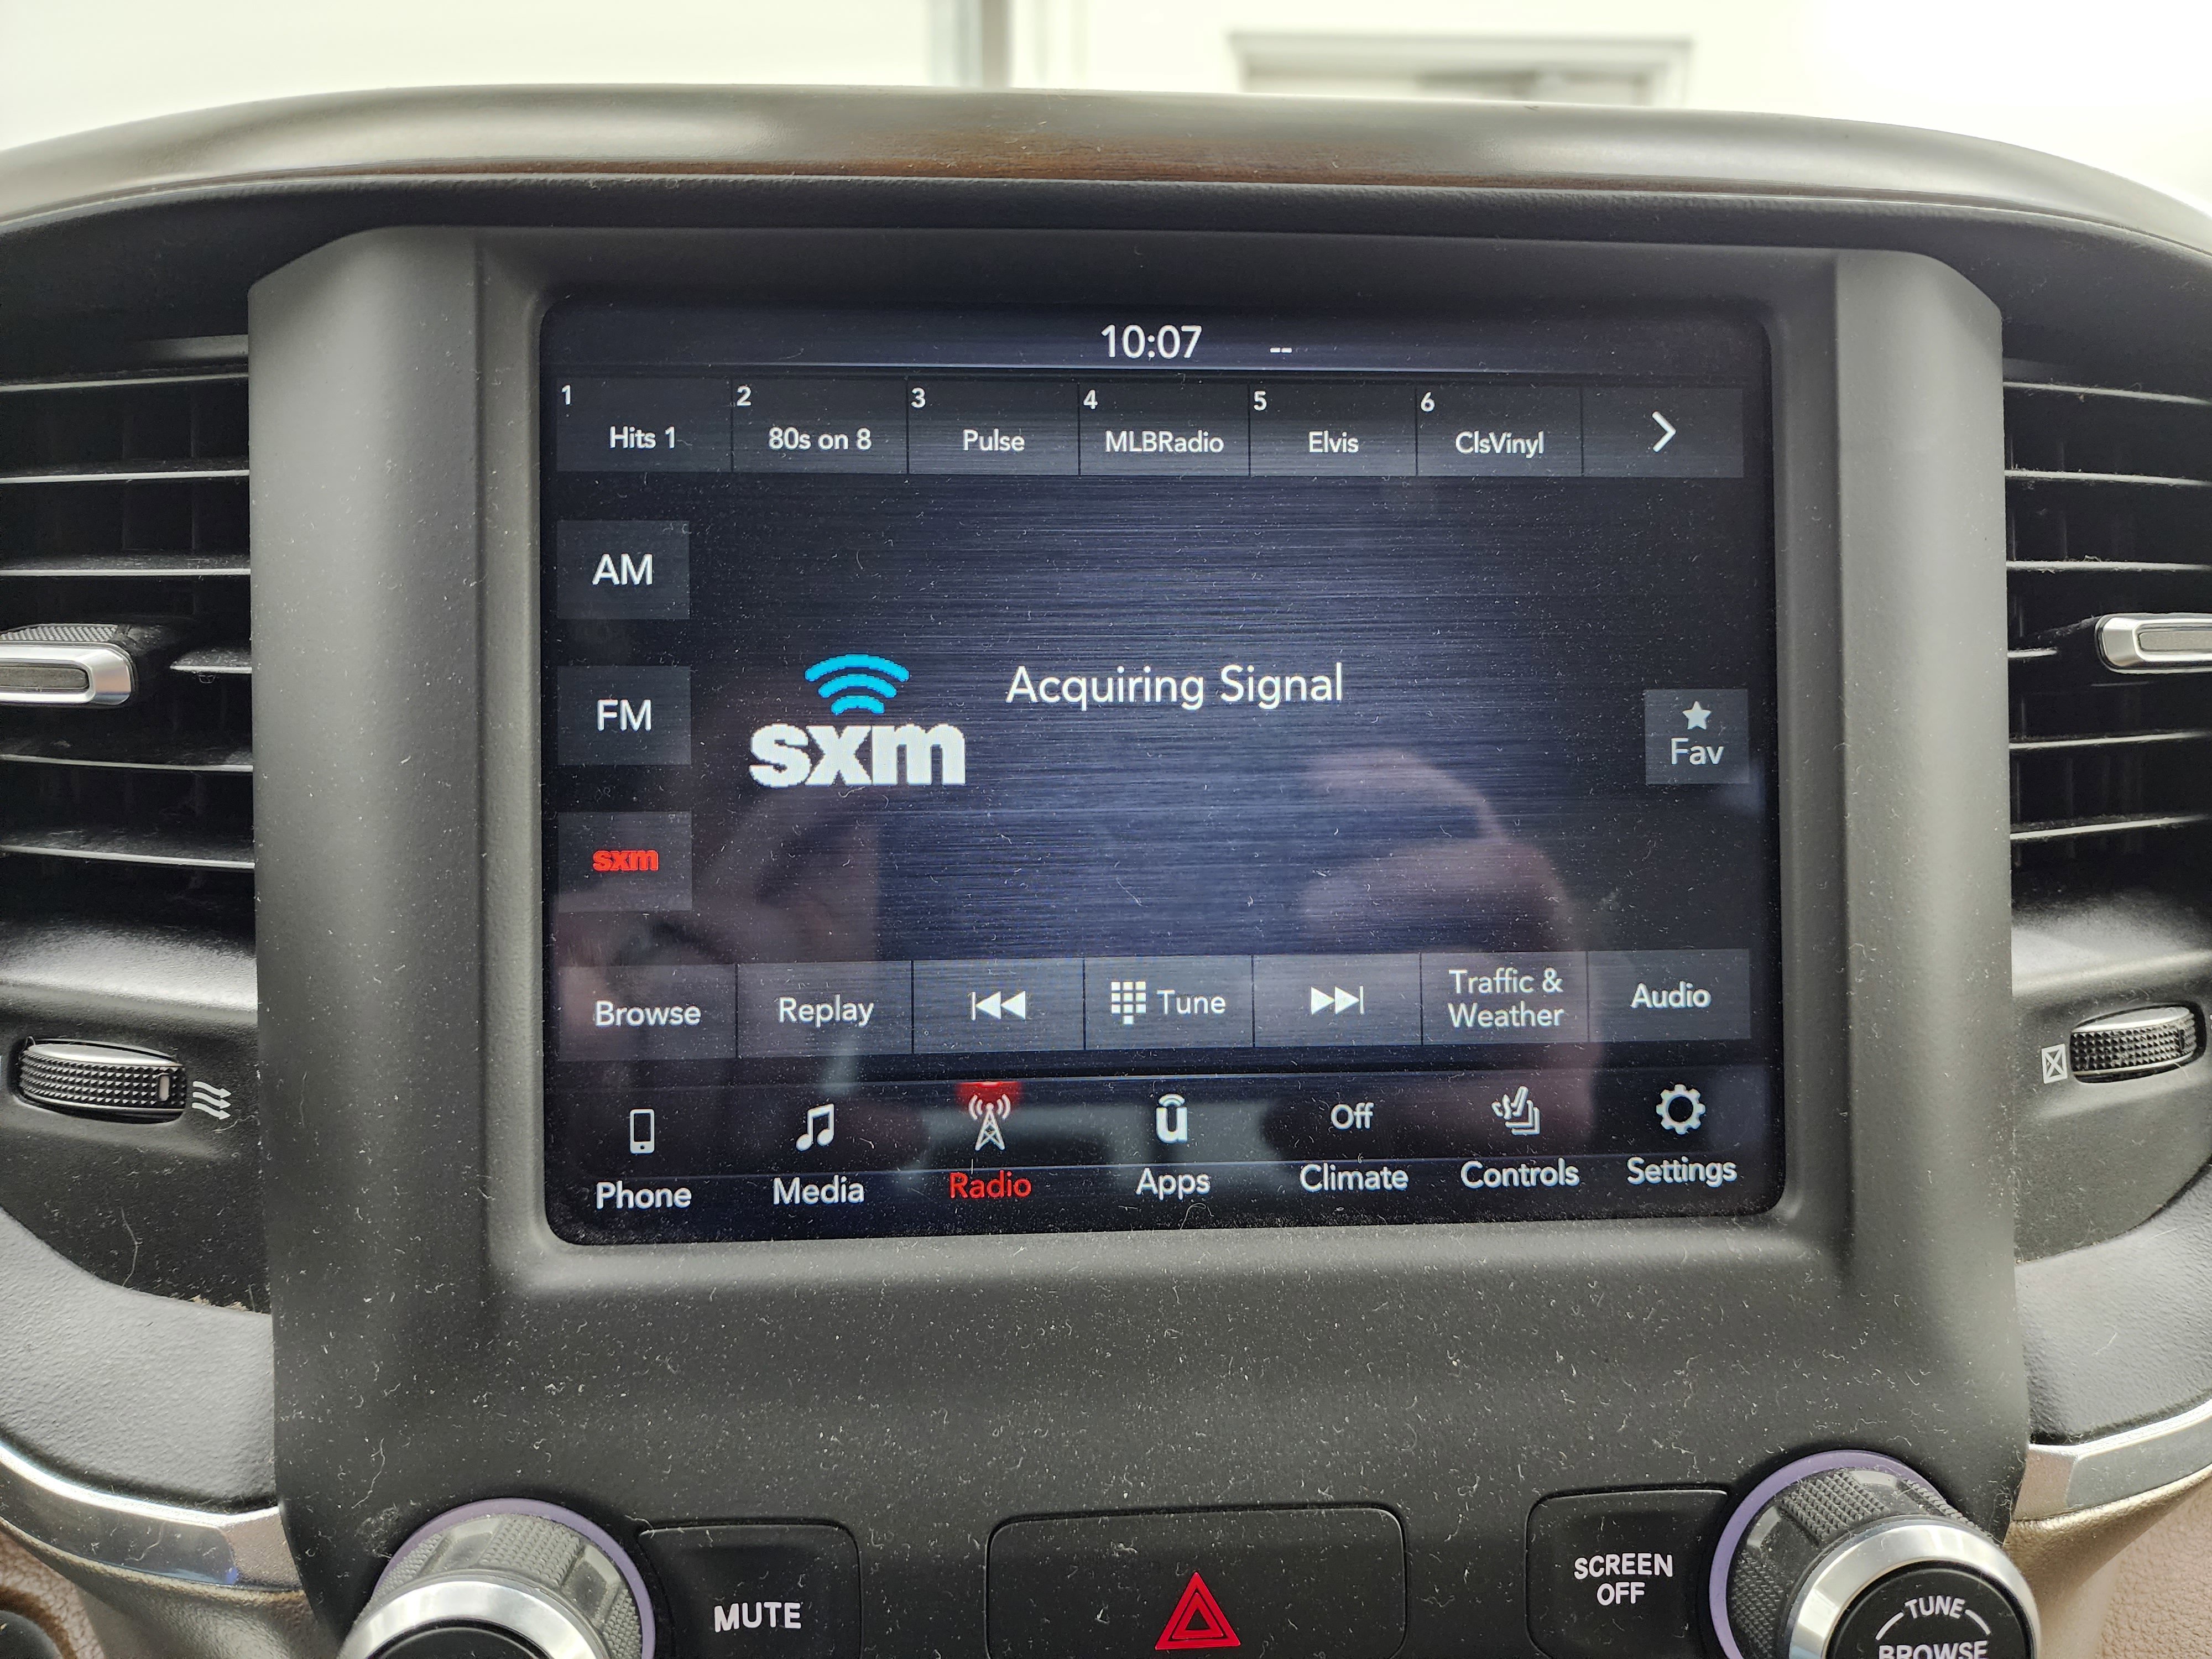 10:07 --
1 2 3 4 5 6
Hits 1 80s on 8 Pulse MLBRadio Elvis ClsVinyl
AM
Acquiring Signal
FM
sxm
Fav
sxm
Browse Replay Tune Traffic & Weather Audio
Off
Phone Media Radio Apps Climate Controls Settings
MUTE
SCREEN
OFF
TUNE
BROWSE